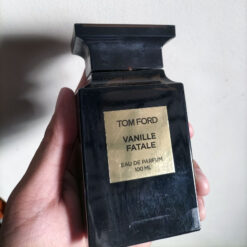 TOM FORD
VANILLE
FATALE
EAU DE PARFUM
100 ML